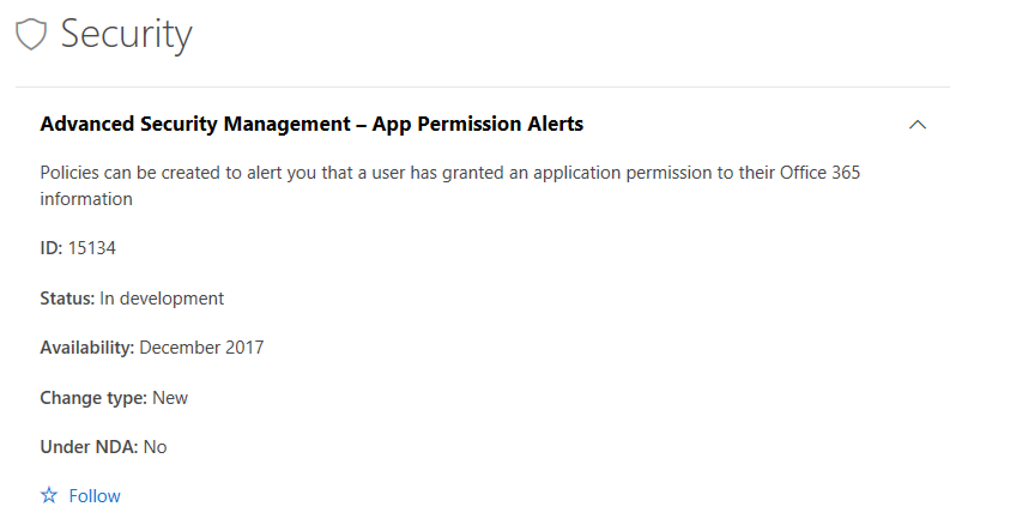 Security
Advanced Security Management – App Permission Alerts
Policies can be created to alert you that a user has granted an application permission to their Office 365
information
ID: 15134
Status: In development
Availability: December 2017
Change type: New
Under NDA: No
Follow